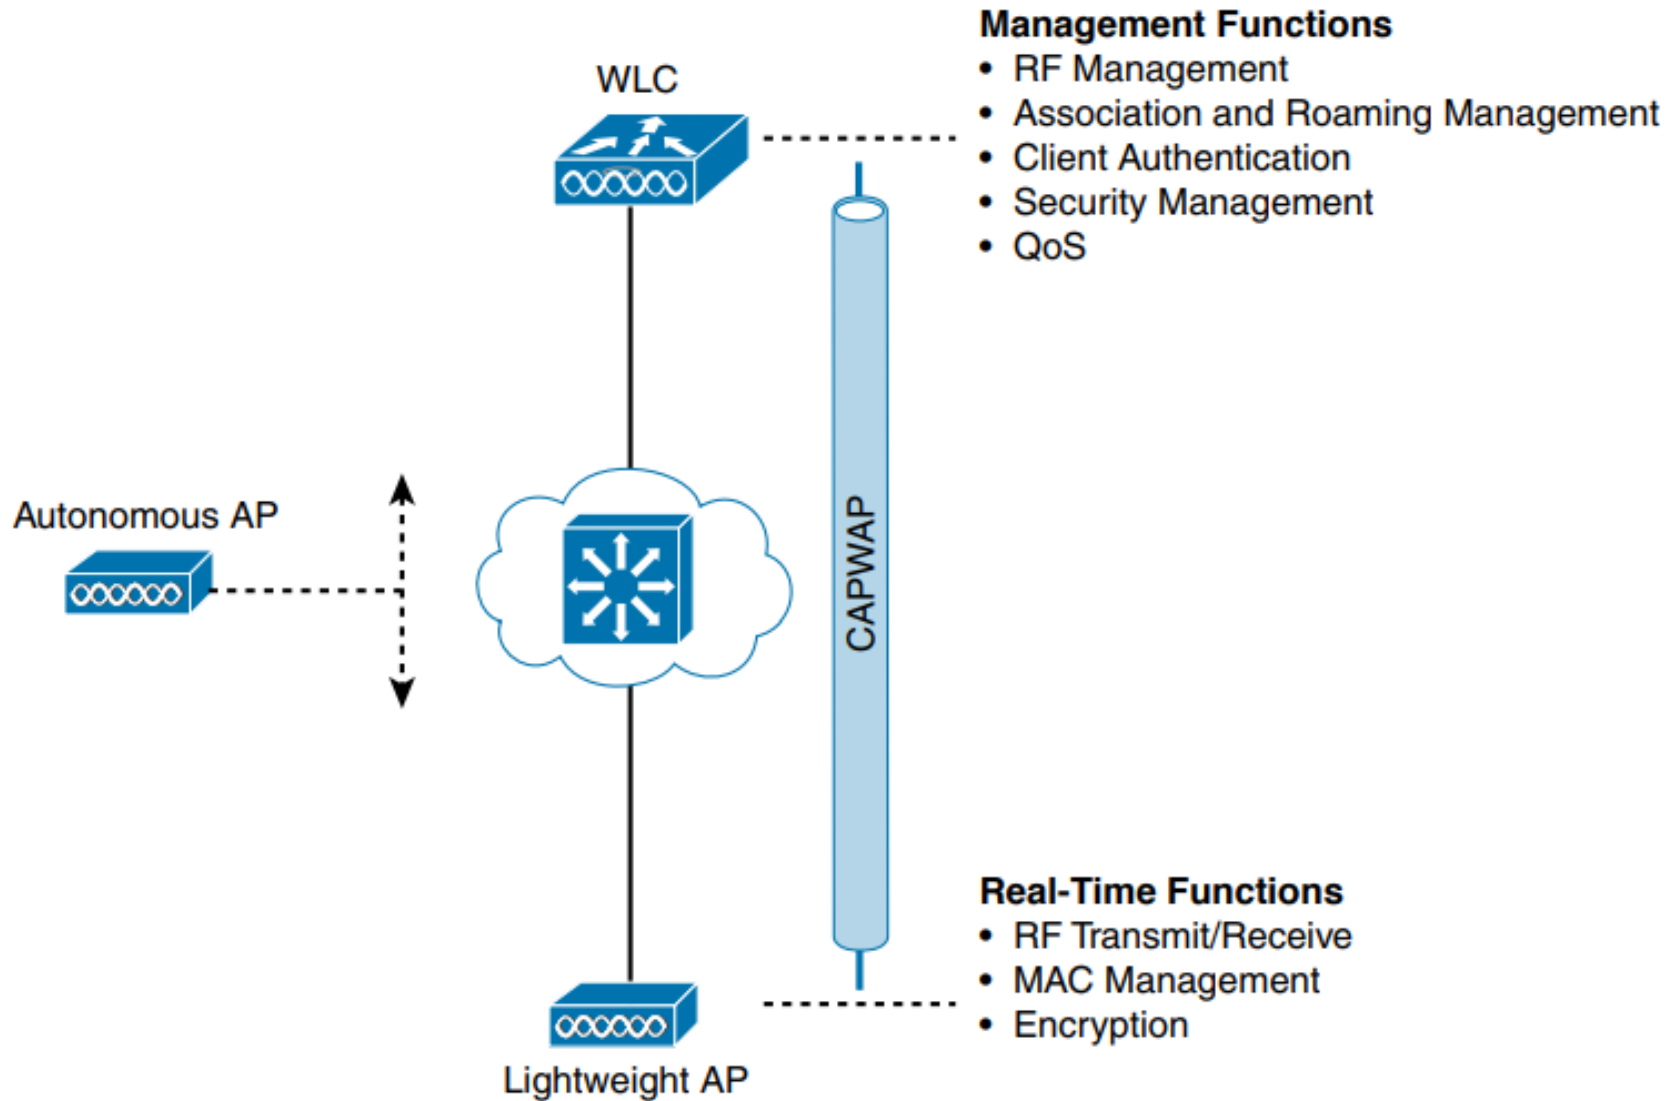 Management Functions
• RF Management
• Association and Roaming Management
• Client Authentication
• Security Management
• QoS
WLC
Autonomous AP
CAPWAP
Real-Time Functions
• RF Transmit/Receive
• MAC Management
• Encryption
Lightweight AP